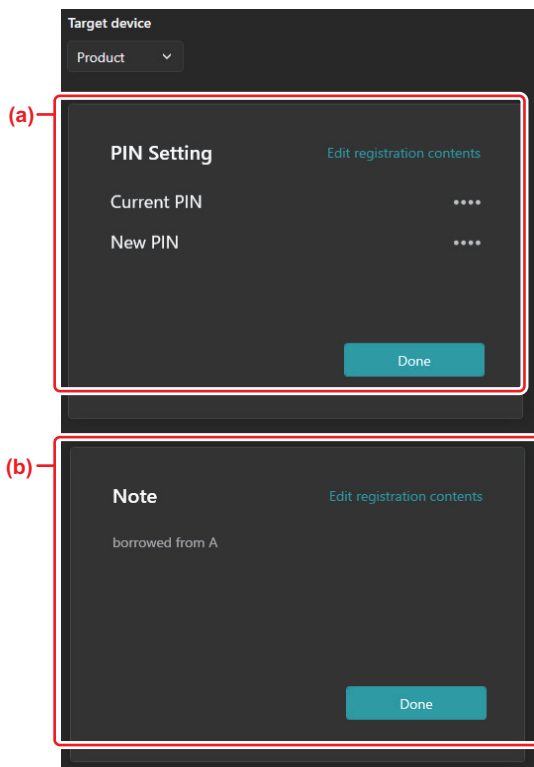 Target device
Product
(a)
PIN Setting
Edit registration contents
Current PIN
••••
New PIN
••••
Done
(b)
Note
Edit registration contents
borrowed from A
Done